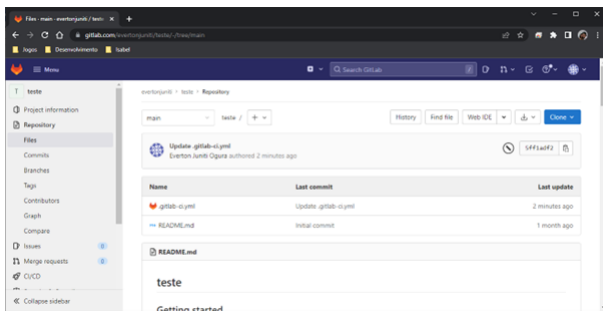 Files · main · evertonjuniti / teste
gitlab.com/evertonjuniti/teste/-/tree/main
Jogos Desenvolvimento Isabel
Menu
Search GitLab
T teste
Project information
Repository
Files
Commits
Branches
Tags
Contributors
Graph
Compare
Issues 0
Merge requests 0
CI/CD
Collapse sidebar
evertonjuniti > teste > Repository
main teste / +
History Find file Web IDE Clone
Update .gitlab-ci.yml
Everton Juniti Ogura authored 2 minutes ago
5ff1adf2
Name Last commit Last update
.gitlab-ci.yml Update .gitlab-ci.yml 2 minutes ago
README.md Initial commit 1 month ago
README.md
teste
Getting started